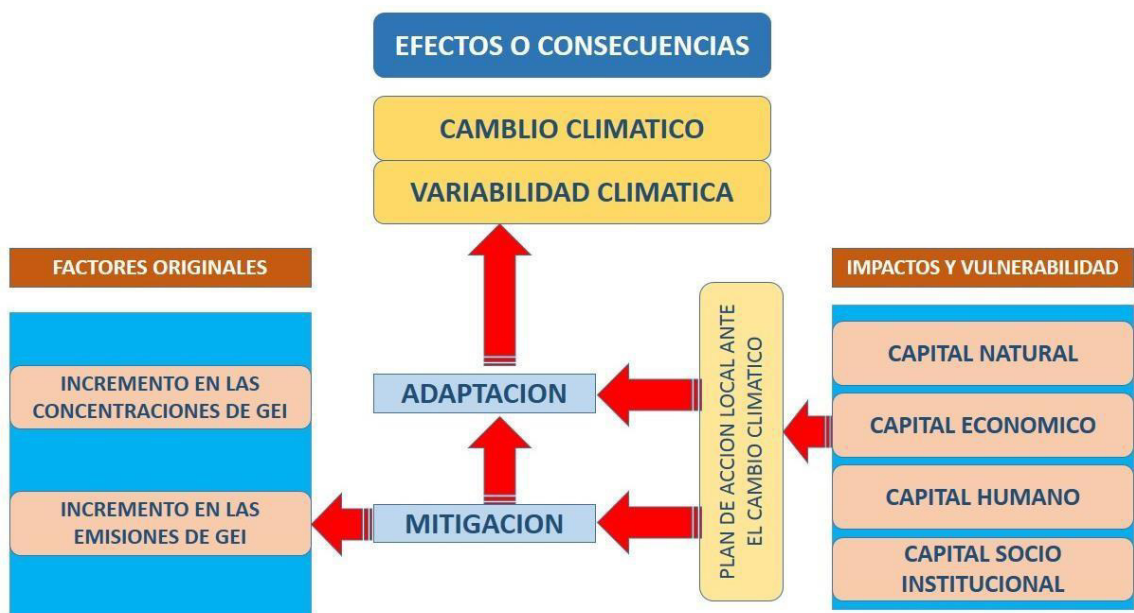 EFECTOS O CONSECUENCIAS
CAMBLIO CLIMATICO
VARIABILIDAD CLIMATICA
FACTORES ORIGINALES
INCREMENTO EN LAS
CONCENTRACIONES DE GEI
INCREMENTO EN LAS
EMISIONES DE GEI
ADAPTACION
MITIGACION
PLAN DE ACCION LOCAL ANTE
EL CAMBIO CLIMATICO
IMPACTOS Y VULNERABILIDAD
CAPITAL NATURAL
CAPITAL ECONOMICO
CAPITAL HUMANO
CAPITAL SOCIO
INSTITUCIONAL